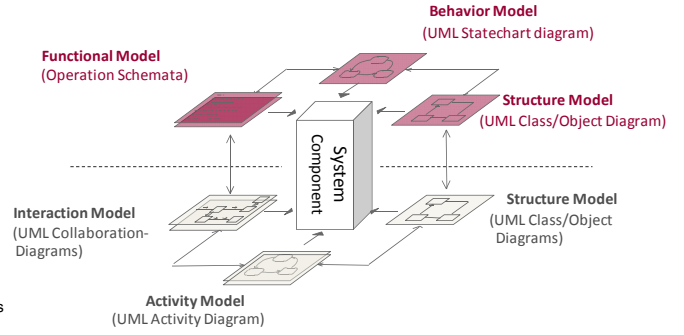 Behavior Model
(UML Statechart diagram)
Functional Model
(Operation Schemata)
Structure Model
(UML Class/Object Diagram)
System
Component
Interaction Model
(UML Collaboration-
Diagrams)
Structure Model
(UML Class/Object
Diagrams)
Activity Model
(UML Activity Diagram)
s